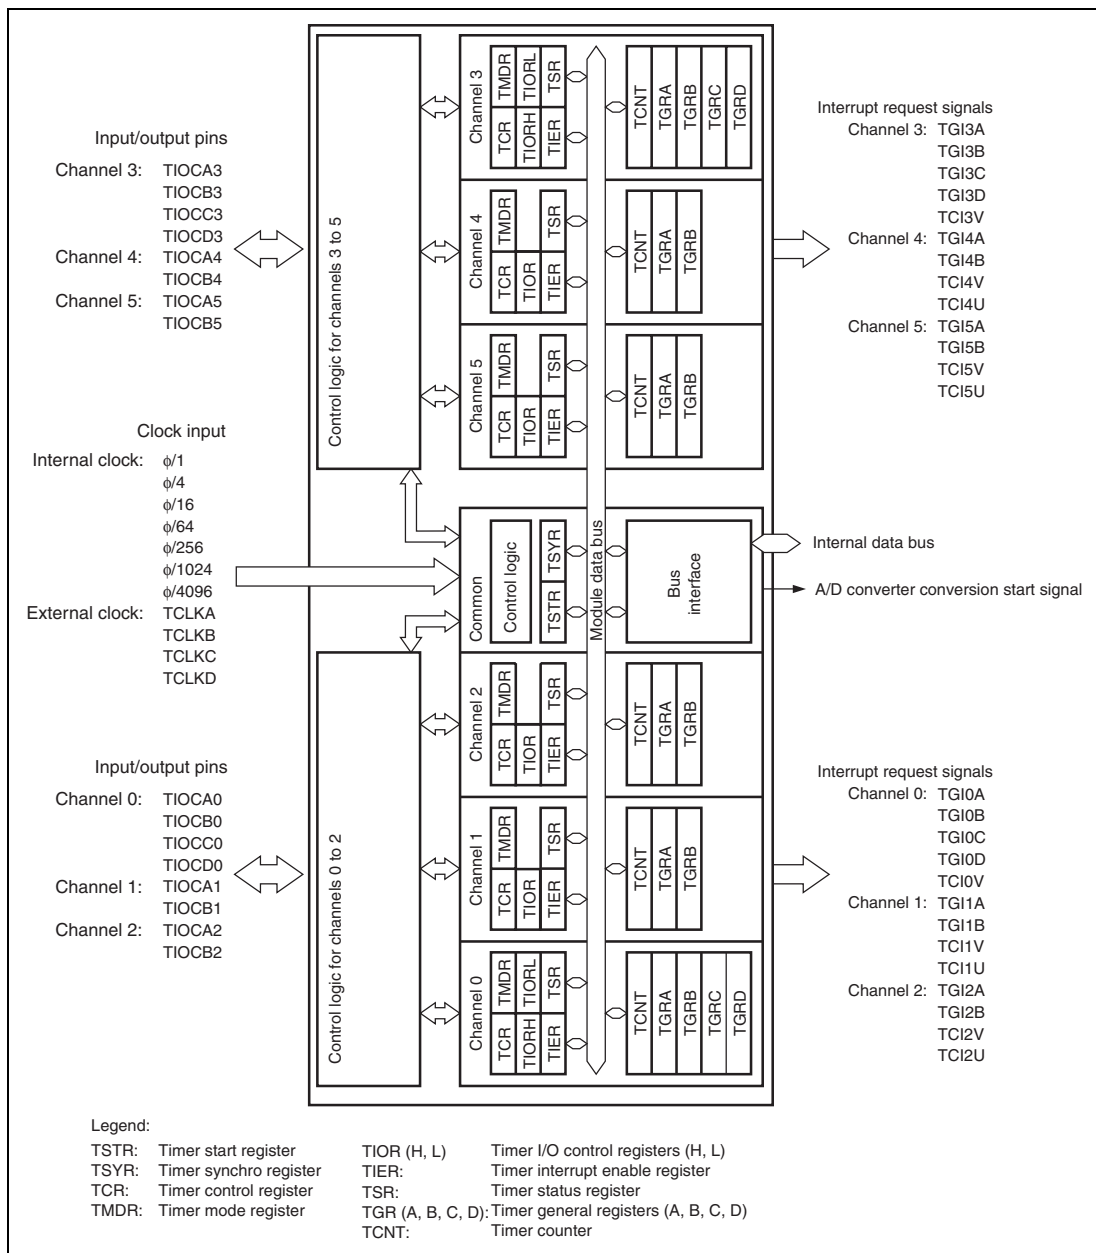 Input/output pins
Channel 3: TIOCA3
TIOCB3
TIOCC3
TIOCD3
Channel 4: TIOCA4
TIOCB4
Channel 5: TIOCA5
TIOCB5
Clock input
Internal clock: ϕ/1
ϕ/4
ϕ/16
ϕ/64
ϕ/256
ϕ/1024
ϕ/4096
External clock: TCLKA
TCLKB
TCLKC
TCLKD
Input/output pins
Channel 0: TIOCA0
TIOCB0
TIOCC0
TIOCD0
Channel 1: TIOCA1
TIOCB1
Channel 2: TIOCA2
TIOCB2
Control logic for channels 3 to 5
Control logic for channels 0 to 2
Channel 3
TMDR
TIORL
TSR
TCR
TIORH
TIER
TCNT
TGRA
TGRB
TGRC
TGRD
Channel 4
TMDR
TSR
TCR
TIOR
TIER
TCNT
TGRA
TGRB
Channel 5
TMDR
TSR
TCR
TIOR
TIER
TCNT
TGRA
TGRB
Common
Control logic
TSYR
TSTR
Module data bus
Bus
interface
Channel 2
TMDR
TSR
TCR
TIOR
TIER
TCNT
TGRA
TGRB
Channel 1
TMDR
TSR
TCR
TIOR
TIER
TCNT
TGRA
TGRB
Channel 0
TMDR
TIORL
TSR
TCR
TIORH
TIER
TCNT
TGRA
TGRB
TGRC
TGRD
Interrupt request signals
Channel 3: TGI3A
TGI3B
TGI3C
TGI3D
TCI3V
Channel 4: TGI4A
TGI4B
TCI4V
TCI4U
Channel 5: TGI5A
TGI5B
TCI5V
TCI5U
Internal data bus
A/D converter conversion start signal
Interrupt request signals
Channel 0: TGI0A
TGI0B
TGI0C
TGI0D
TCI0V
Channel 1: TGI1A
TGI1B
TCI1V
TCI1U
Channel 2: TGI2A
TGI2B
TCI2V
TCI2U
Legend:
TSTR: Timer start register
TSYR: Timer synchro register
TCR: Timer control register
TMDR: Timer mode register
TIOR (H, L) Timer I/O control registers (H, L)
TIER: Timer interrupt enable register
TSR: Timer status register
TGR (A, B, C, D): Timer general registers (A, B, C, D)
TCNT: Timer counter